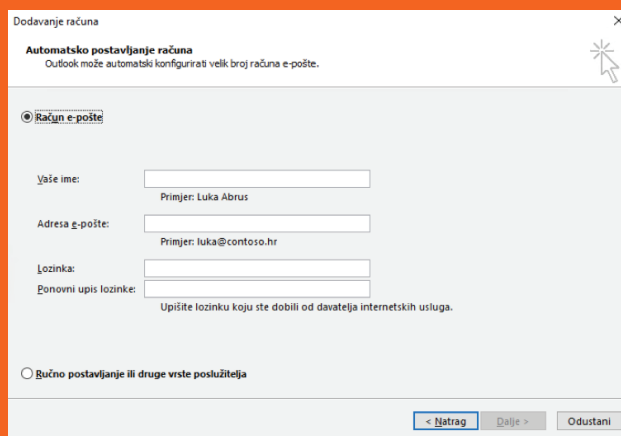 Dodavanje računa
Automatsko postavljanje računa
Outlook može automatski konfigurirati velik broj računa e-pošte.
Račun e-pošte
Vaše ime:
Primjer: Luka Abrus
Adresa e-pošte:
Primjer: luka@contoso.hr
Lozinka:
Ponovni upis lozinke:
Upišite lozinku koju ste dobili od davatelja internetskih usluga.
Ručno postavljanje ili druge vrste poslužitelja
< Natrag Dalje > Odustani